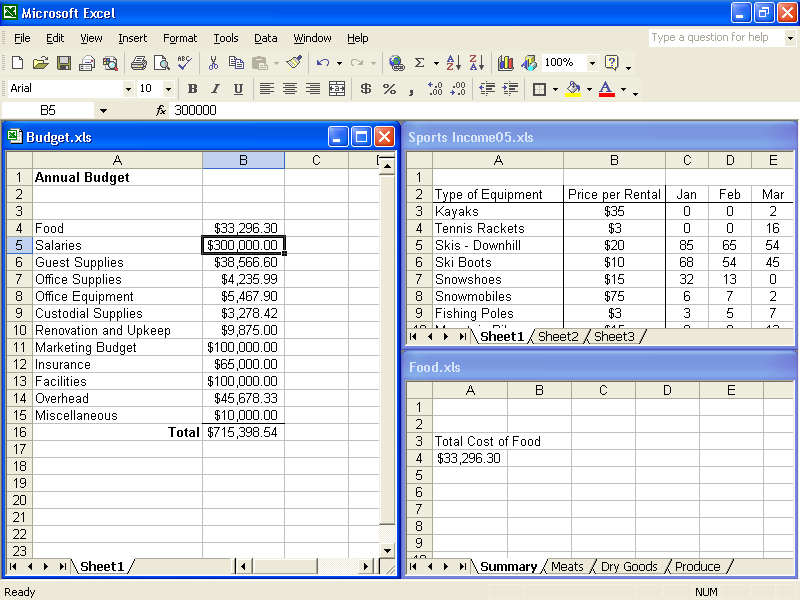 Microsoft Excel
File Edit View Insert Format Tools Data Window Help
Type a question for help
100%
Arial 10 B I U $ % ,
B5 fx 300000
Budget.xls
A B C
1 Annual Budget
2
3
4 Food $33,296.30
5 Salaries $300,000.00
6 Guest Supplies $38,566.60
7 Office Supplies $4,235.99
8 Office Equipment $5,467.90
9 Custodial Supplies $3,278.42
10 Renovation and Upkeep $9,875.00
11 Marketing Budget $100,000.00
12 Insurance $65,000.00
13 Facilities $100,000.00
14 Overhead $45,678.33
15 Miscellaneous $10,000.00
16 Total $715,398.54
17
18
19
20
21
22
23
Sheet1
Sports Income05.xls
A B C D E
1
2 Type of Equipment Price per Rental Jan Feb Mar
3 Kayaks $35 0 0 2
4 Tennis Rackets $3 0 0 16
5 Skis - Downhill $20 85 65 54
6 Ski Boots $10 68 54 45
7 Snowshoes $15 32 13 0
8 Snowmobiles $75 6 7 2
9 Fishing Poles $3 3 5 7
Sheet1 Sheet2 Sheet3
Food.xls
A B C D E
1
2
3 Total Cost of Food
4 $33,296.30
5
6
7
8
9
Summary Meats Dry Goods Produce
Ready NUM